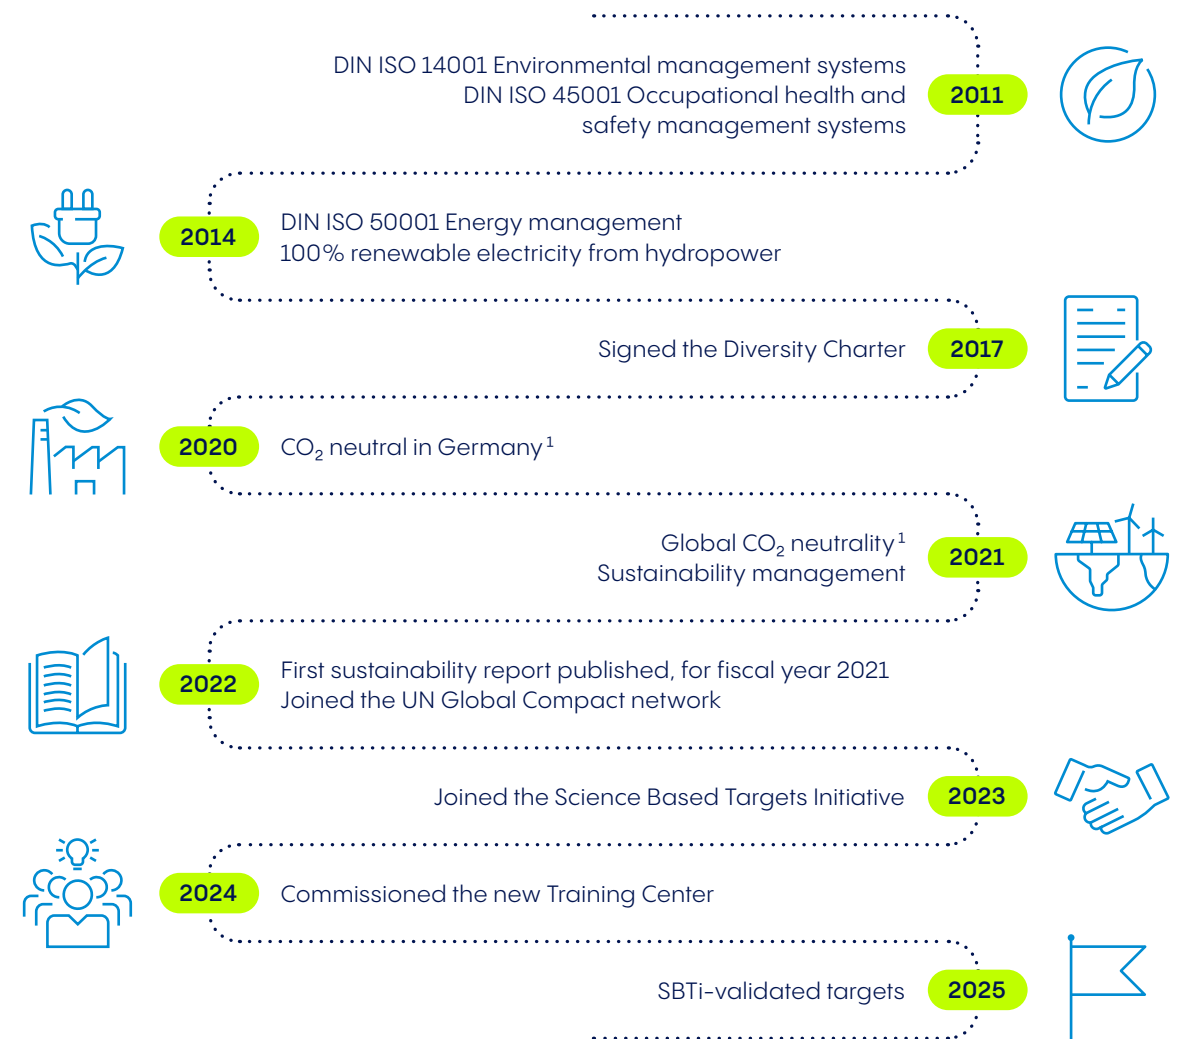 DIN ISO 14001 Environmental management systems
DIN ISO 45001 Occupational health and
safety management systems
2011
2014
DIN ISO 50001 Energy management
100% renewable electricity from hydropower
Signed the Diversity Charter
2017
2020
CO₂ neutral in Germany¹
Global CO₂ neutrality¹
Sustainability management
2021
2022
First sustainability report published, for fiscal year 2021
Joined the UN Global Compact network
Joined the Science Based Targets Initiative
2023
2024
Commissioned the new Training Center
SBTi-validated targets
2025